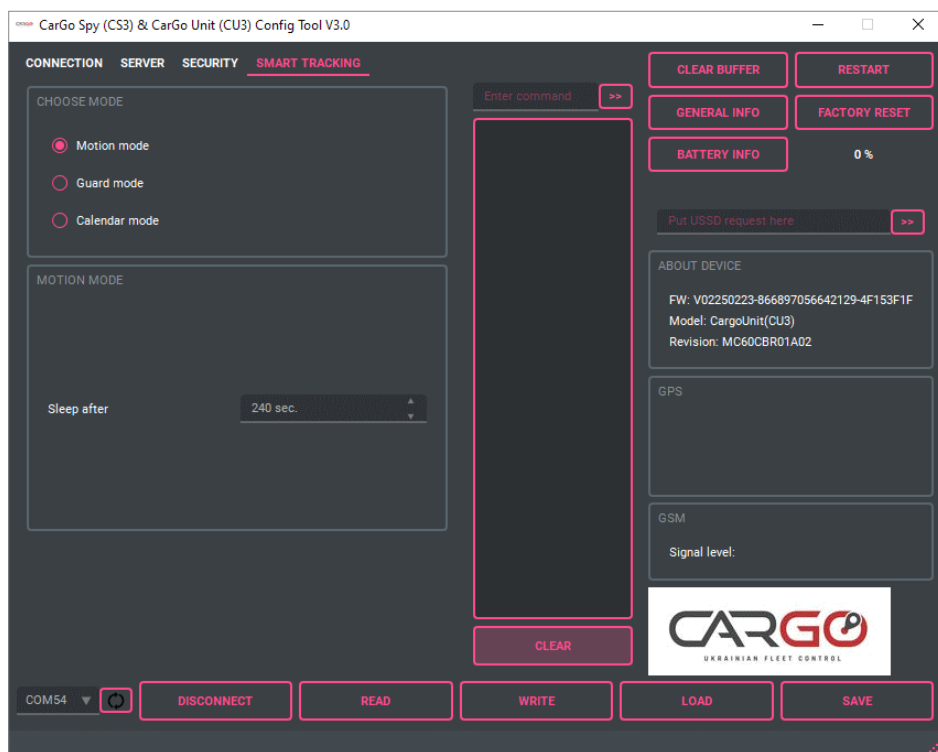 CarGo Spy (CS3) & CarGo Unit (CU3) Config Tool V3.0
CONNECTION SERVER SECURITY SMART TRACKING
CHOOSE MODE
Motion mode
Guard mode
Calendar mode
MOTION MODE
Sleep after 240 sec.
Enter command >>
CLEAR
CLEAR BUFFER RESTART
GENERAL INFO FACTORY RESET
BATTERY INFO 0 %
Put USSD request here >>
ABOUT DEVICE
FW: V02250223-866897056642129-4F153F1F
Model: CargoUnit(CU3)
Revision: MC60CBR01A02
GPS
GSM
Signal level:
CARGO
UKRAINIAN FLEET CONTROL
COM54 DISCONNECT READ WRITE LOAD SAVE